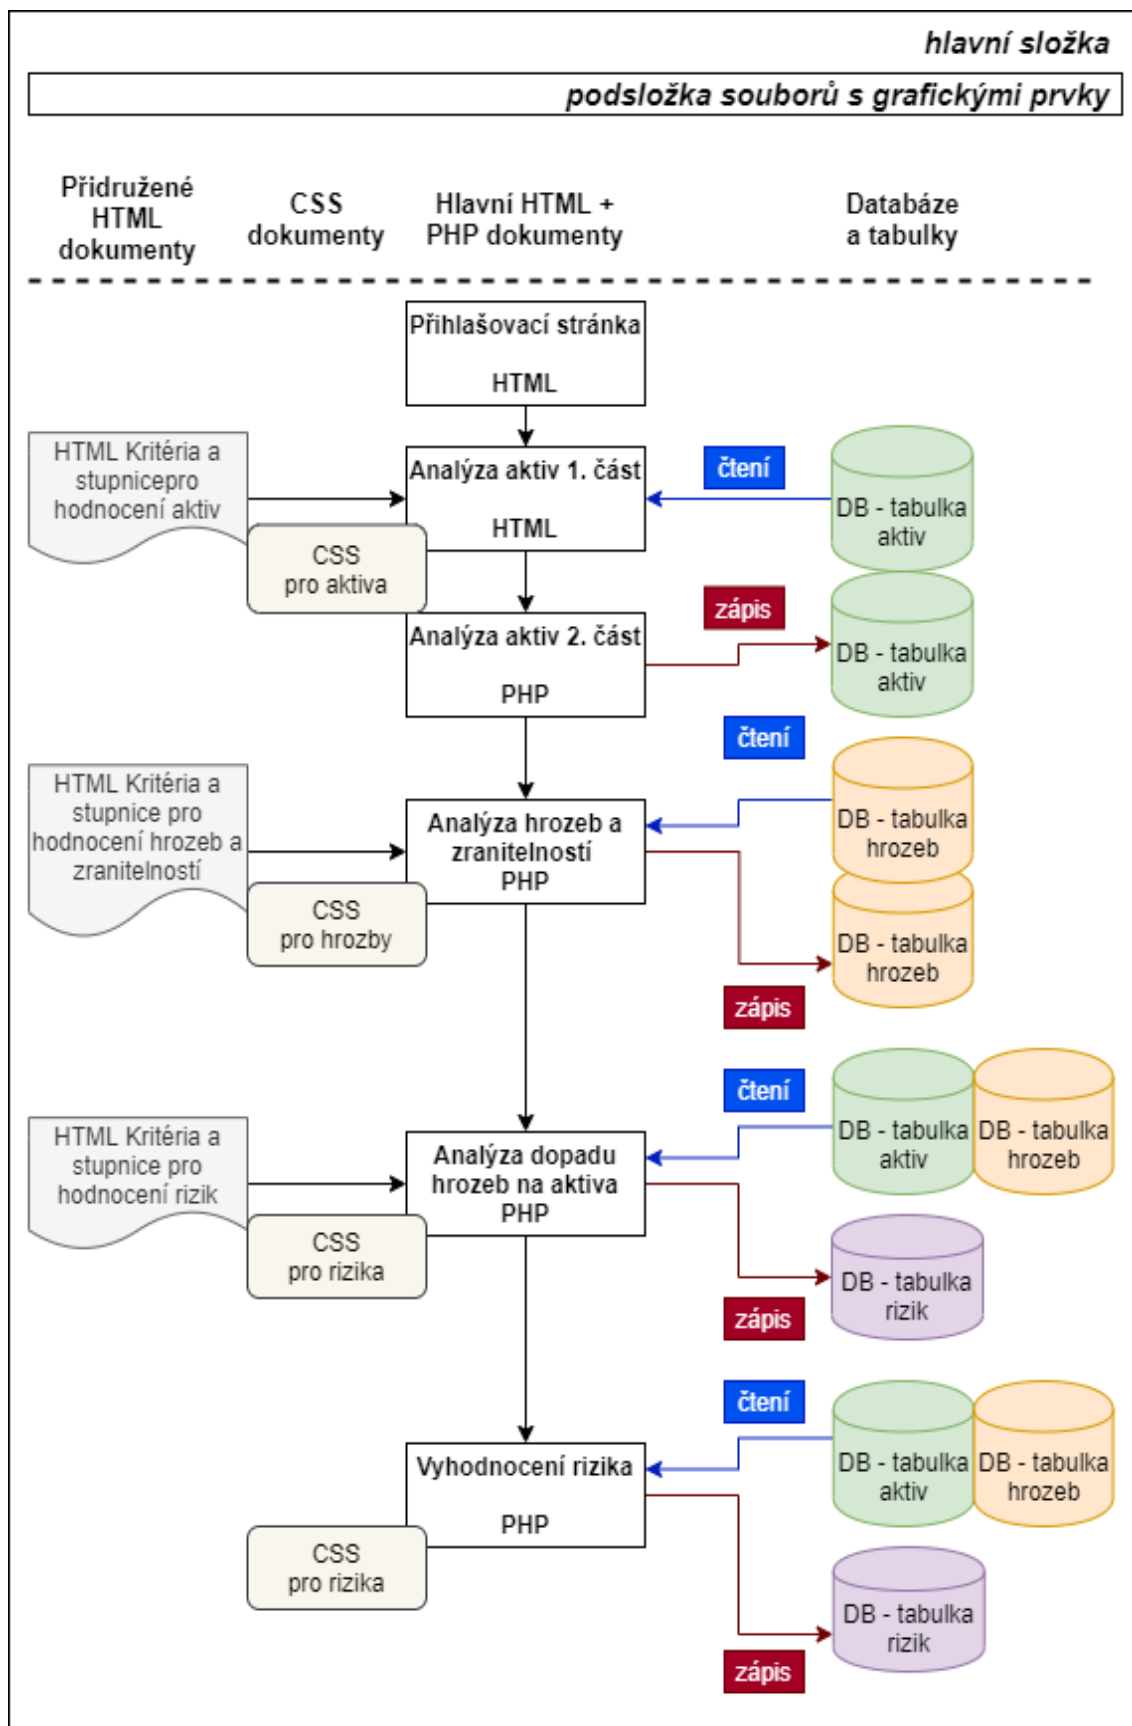 hlavní složka
podsložka souborů s grafickými prvky
Přidružené
HTML
dokumenty
CSS
dokumenty
Hlavní HTML +
PHP dokumenty
Databáze
a tabulky
Přihlašovací stránka
HTML
HTML Kritéria a
stupnicepro
hodnocení aktiv
CSS
pro aktiva
Analýza aktiv 1. část
HTML
čtení
DB - tabulka
aktiv
Analýza aktiv 2. část
PHP
zápis
DB - tabulka
aktiv
HTML Kritéria a
stupnice pro
hodnocení hrozeb a
zranitelností
CSS
pro hrozby
Analýza hrozeb a
zranitelností
PHP
čtení
DB - tabulka
hrozeb
DB - tabulka
hrozeb
zápis
HTML Kritéria a
stupnice pro
hodnocení rizik
CSS
pro rizika
Analýza dopadu
hrozeb na aktiva
PHP
čtení
DB - tabulka
aktiv
DB - tabulka
hrozeb
DB - tabulka
rizik
zápis
Vyhodnocení rizika
PHP
CSS
pro rizika
čtení
DB - tabulka
aktiv
DB - tabulka
hrozeb
DB - tabulka
rizik
zápis